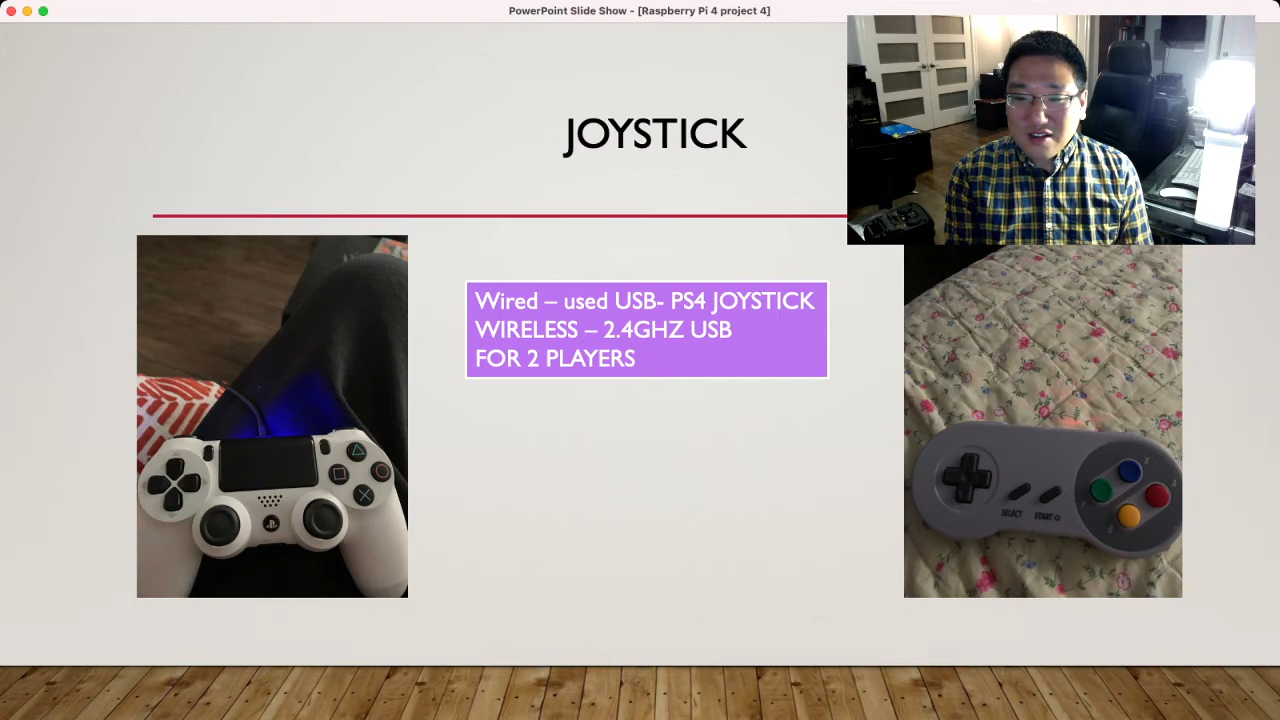 PowerPoint Slide Show - [Raspberry Pi 4 project 4]
JOYSTICK
Wired – used USB- PS4 JOYSTICK
WIRELESS – 2.4GHZ USB
FOR 2 PLAYERS
SELECT
START
X
A